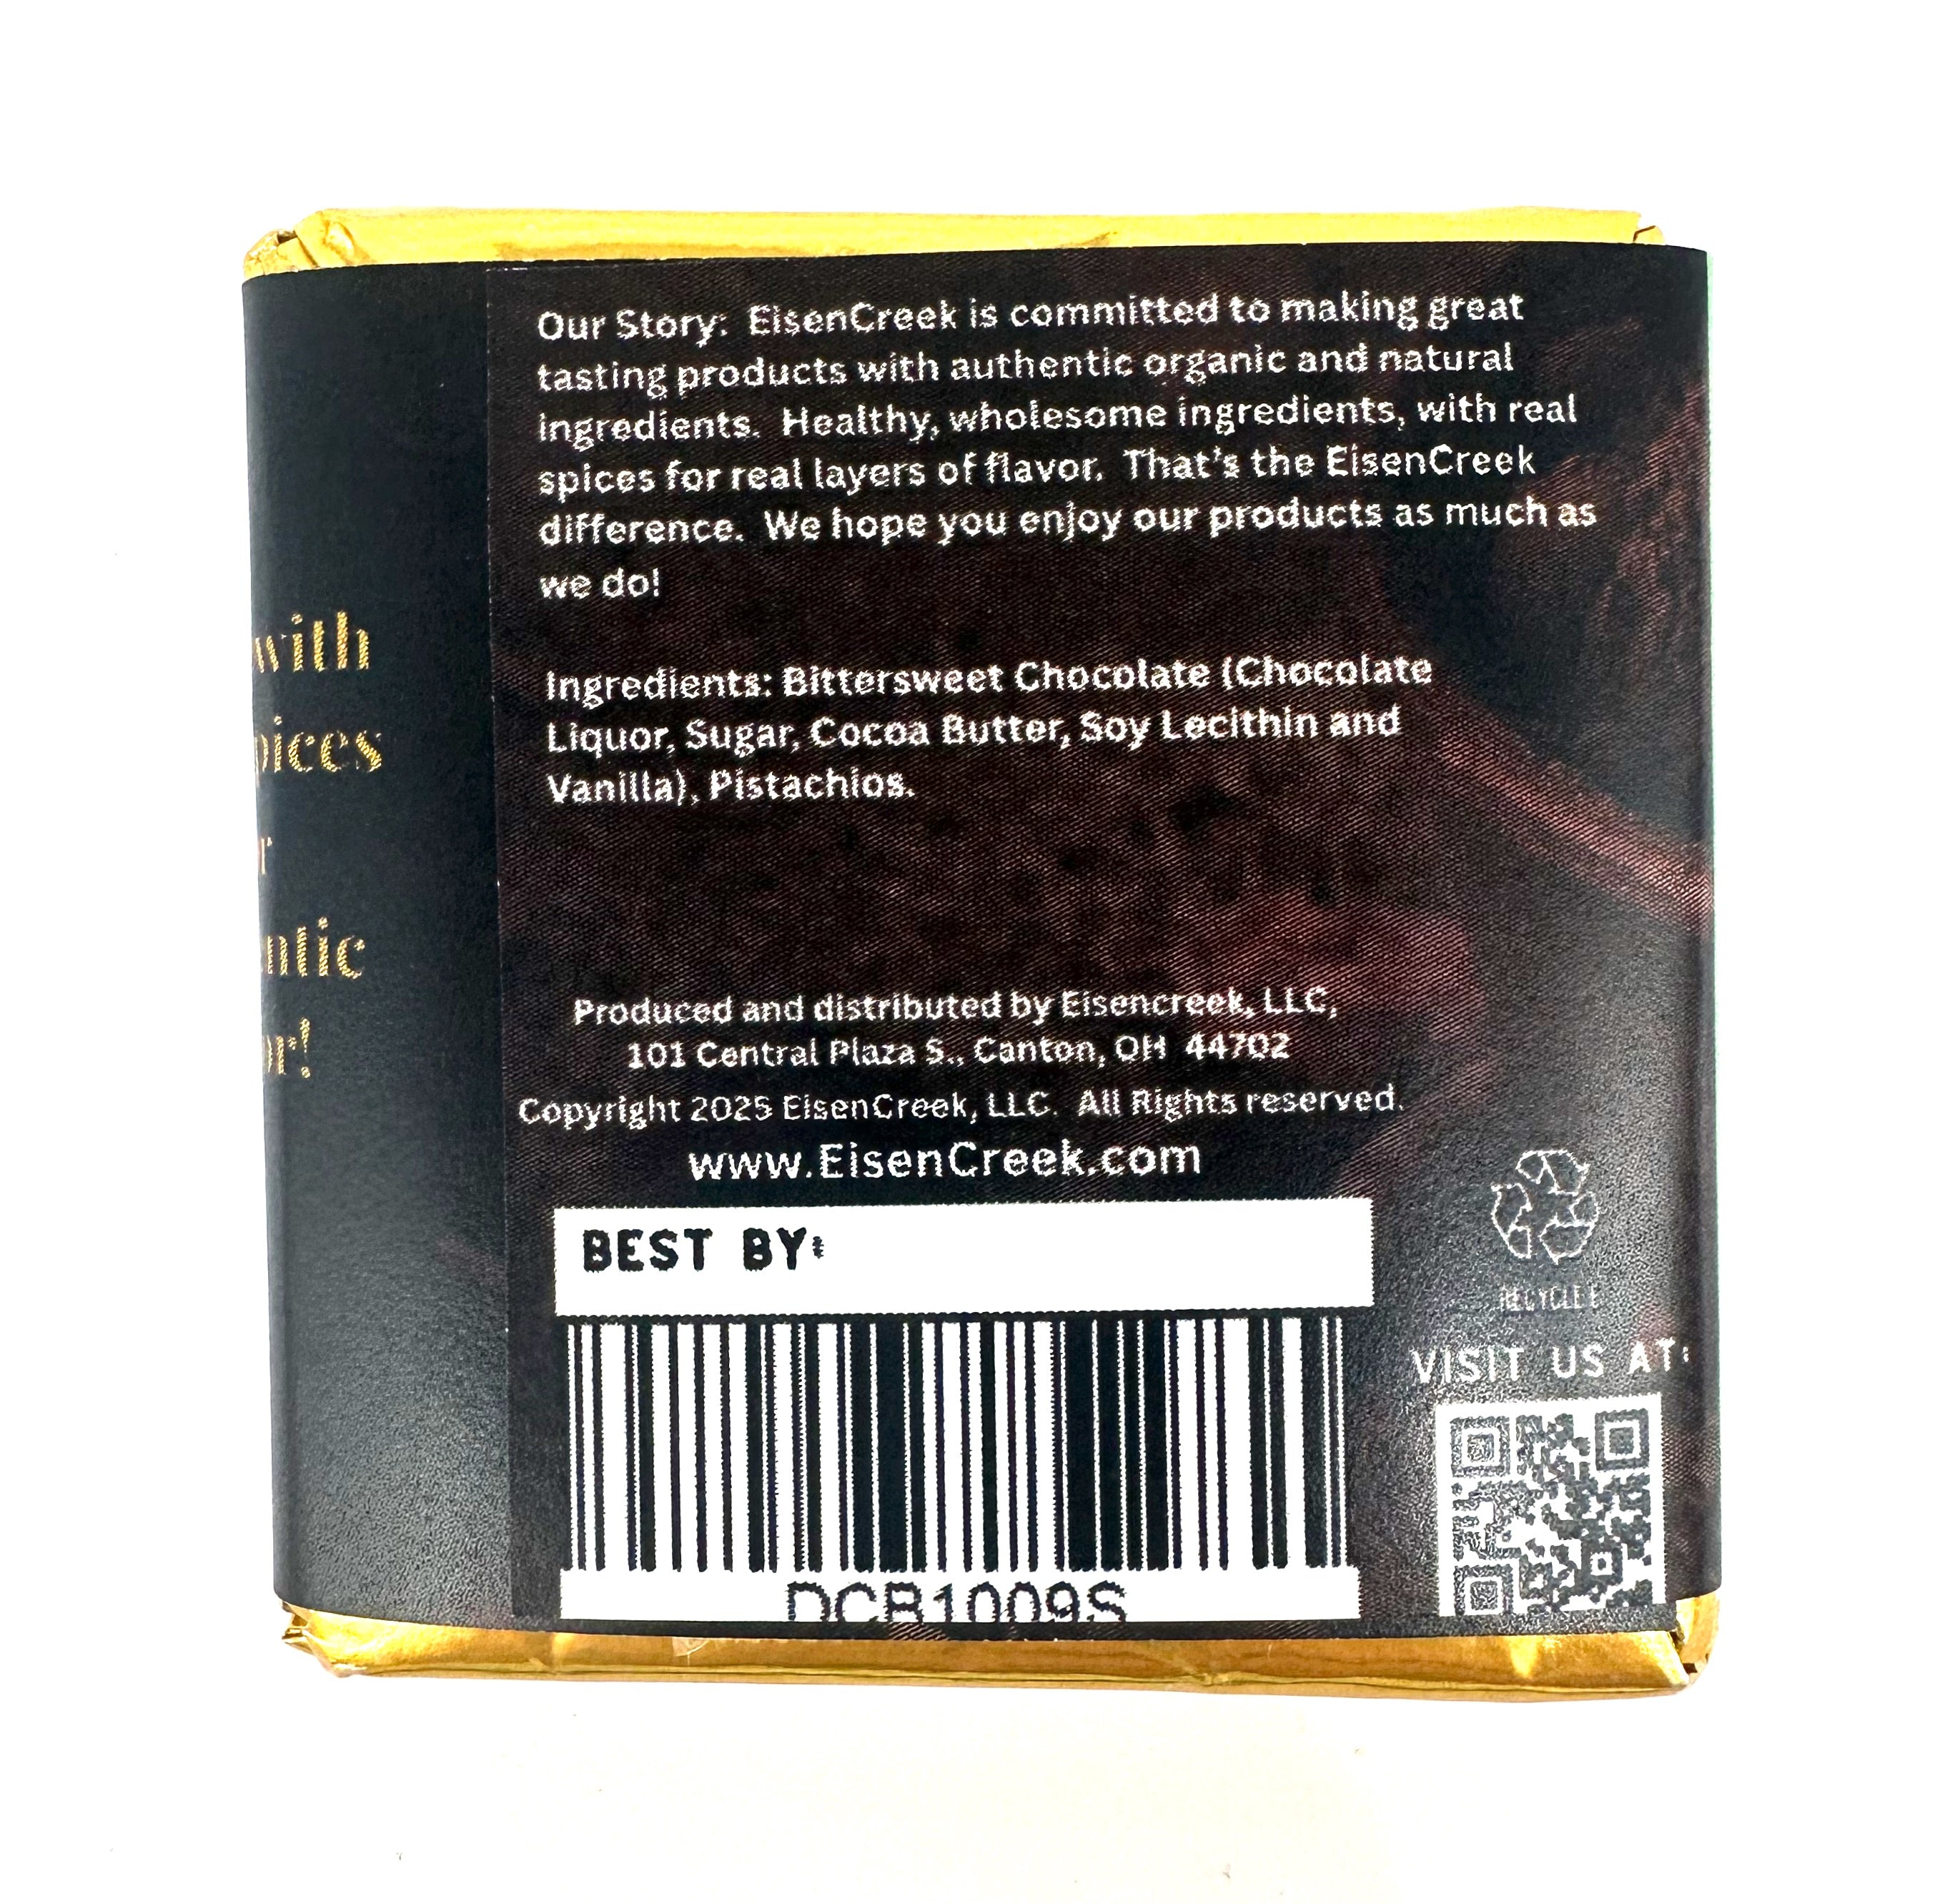 with
ices
r
ntic
or!
Our Story:  EisenCreek is committed to making great
tasting products with authentic organic and natural
ingredients.  Healthy, wholesome ingredients, with real
spices for real layers of flavor.  That's the EisenCreek
difference.  We hope you enjoy our products as much as
we do!
Ingredients: Bittersweet Chocolate (Chocolate
Liquor, Sugar, Cocoa Butter, Soy Lecithin and
Vanilla), Pistachios.
Produced and distributed by Eisencreek, LLC,
101 Central Plaza S., Canton, OH  44702
Copyright 2025 EisenCreek, LLC.  All Rights reserved.
www.EisenCreek.com
BEST BY:
DCB1009S
RECYCLE
VISIT US AT: